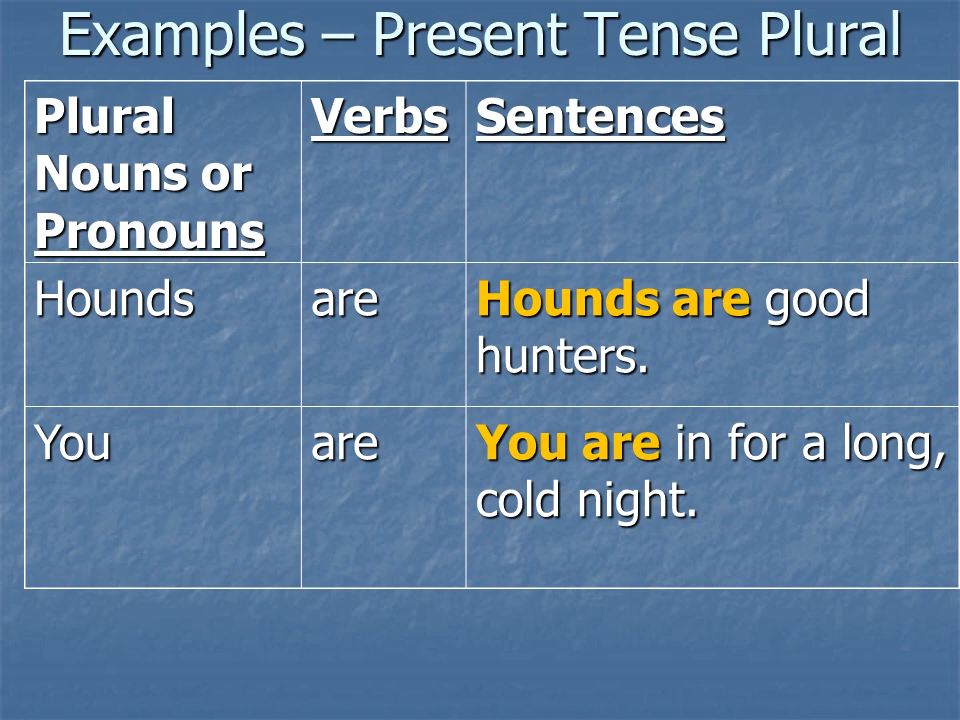 Examples – Present Tense Plural
Plural
Nouns or
Pronouns
Verbs
Sentences
Hounds
are
Hounds are good
hunters.
You
are
You are in for a long,
cold night.